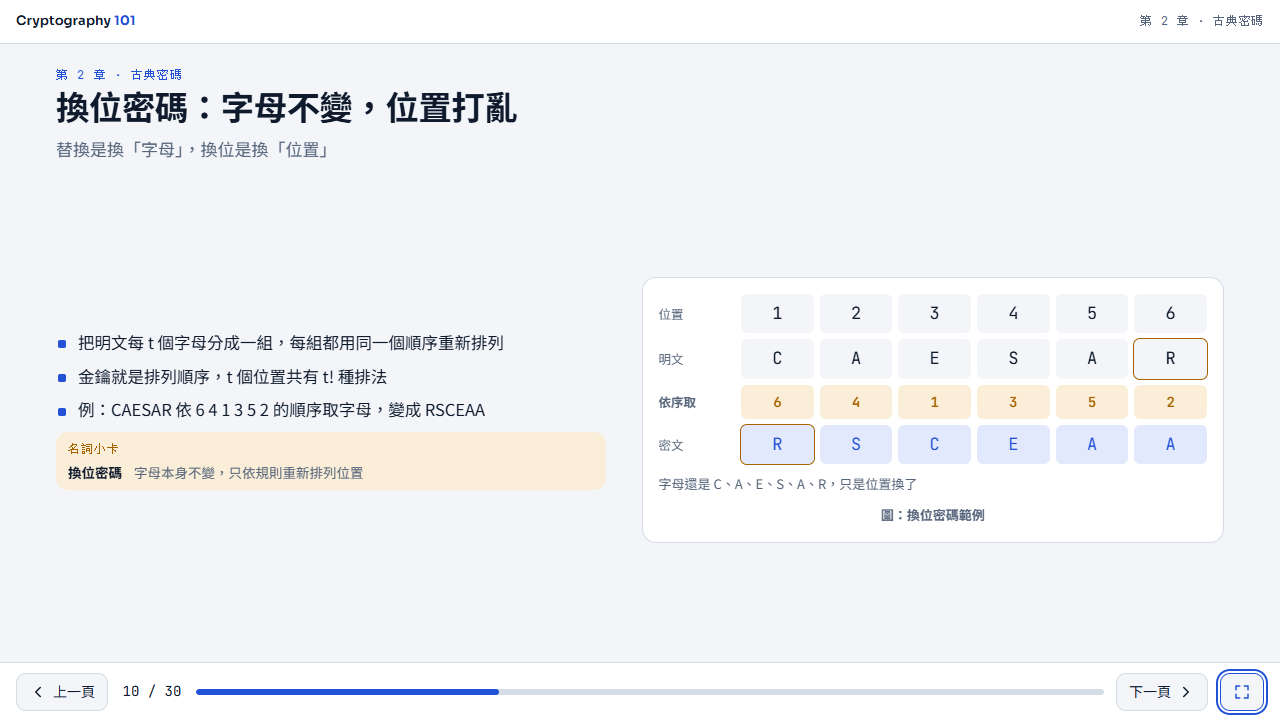 Cryptography 101
第 2 章 · 古典密碼
第 2 章 · 古典密碼
換位密碼：字母不變，位置打亂
替換是換「字母」，換位是換「位置」
把明文每 t 個字母分成一組，每組都用同一個順序重新排列
金鑰就是排列順序，t 個位置共有 t! 種排法
例：CAESAR 依 6 4 1 3 5 2 的順序取字母，變成 RSCEAA
名詞小卡
換位密碼 字母本身不變，只依規則重新排列位置
位置 1 2 3 4 5 6
明文 C A E S A R
依序取 6 4 1 3 5 2
密文 R S C E A A
字母還是 C、A、E、S、A、R，只是位置換了
圖：換位密碼範例
上一頁
10 / 30
下一頁